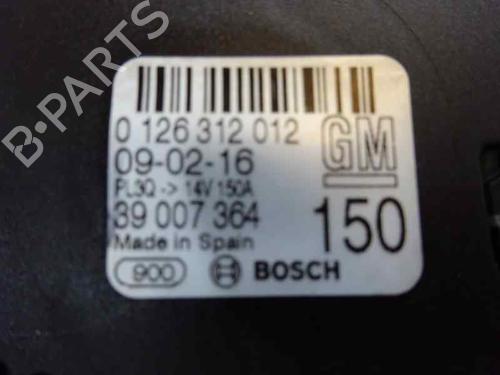 B-PARTS
0 126 312 012
GM
09-02-16
PL3Q -> 14V 150A
39 007 364
150
Made in Spain
900
BOSCH